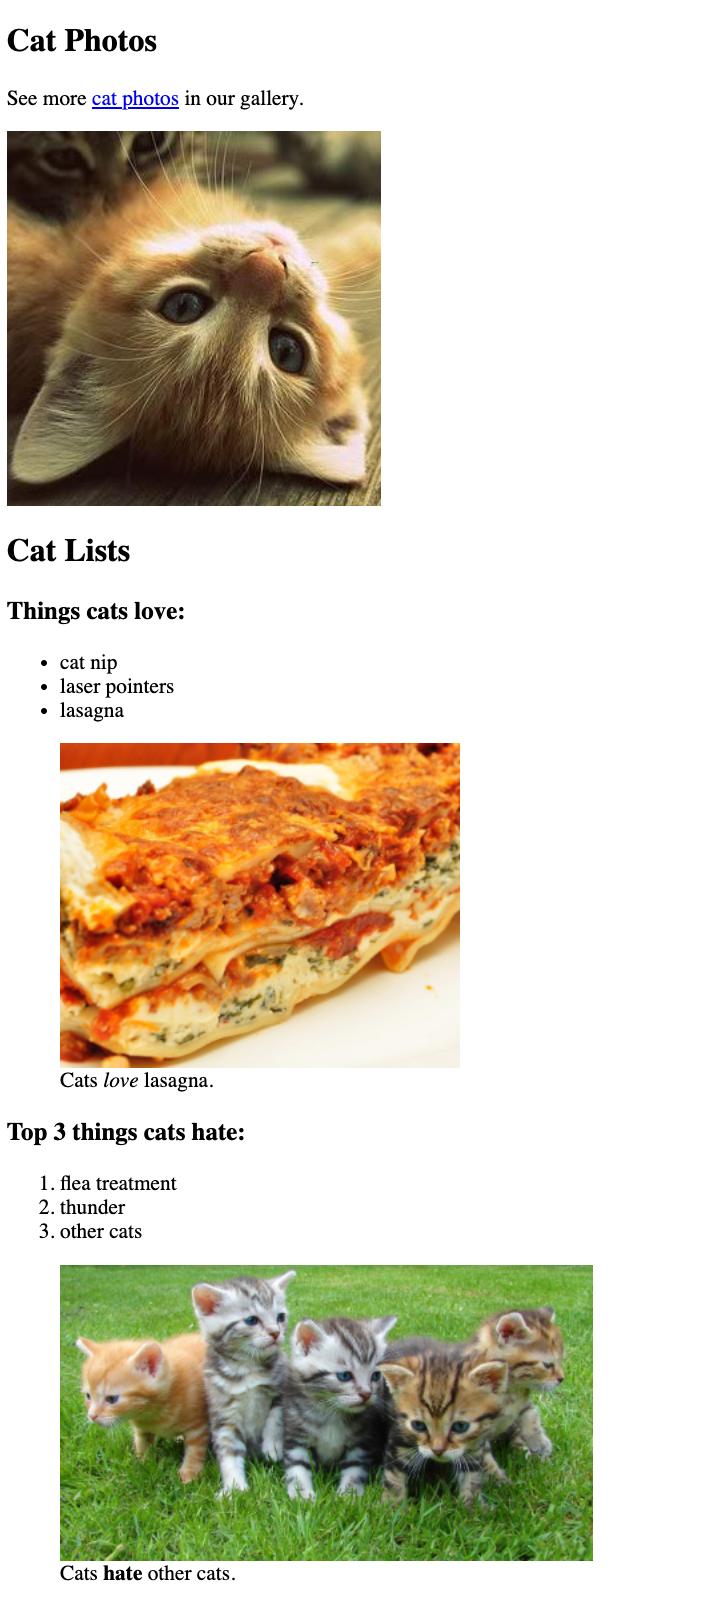 Cat Photos
See more cat photos in our gallery.
Cat Lists
Things cats love:
• cat nip
• laser pointers
• lasagna
Cats love lasagna.
Top 3 things cats hate:
1. flea treatment
2. thunder
3. other cats
Cats hate other cats.